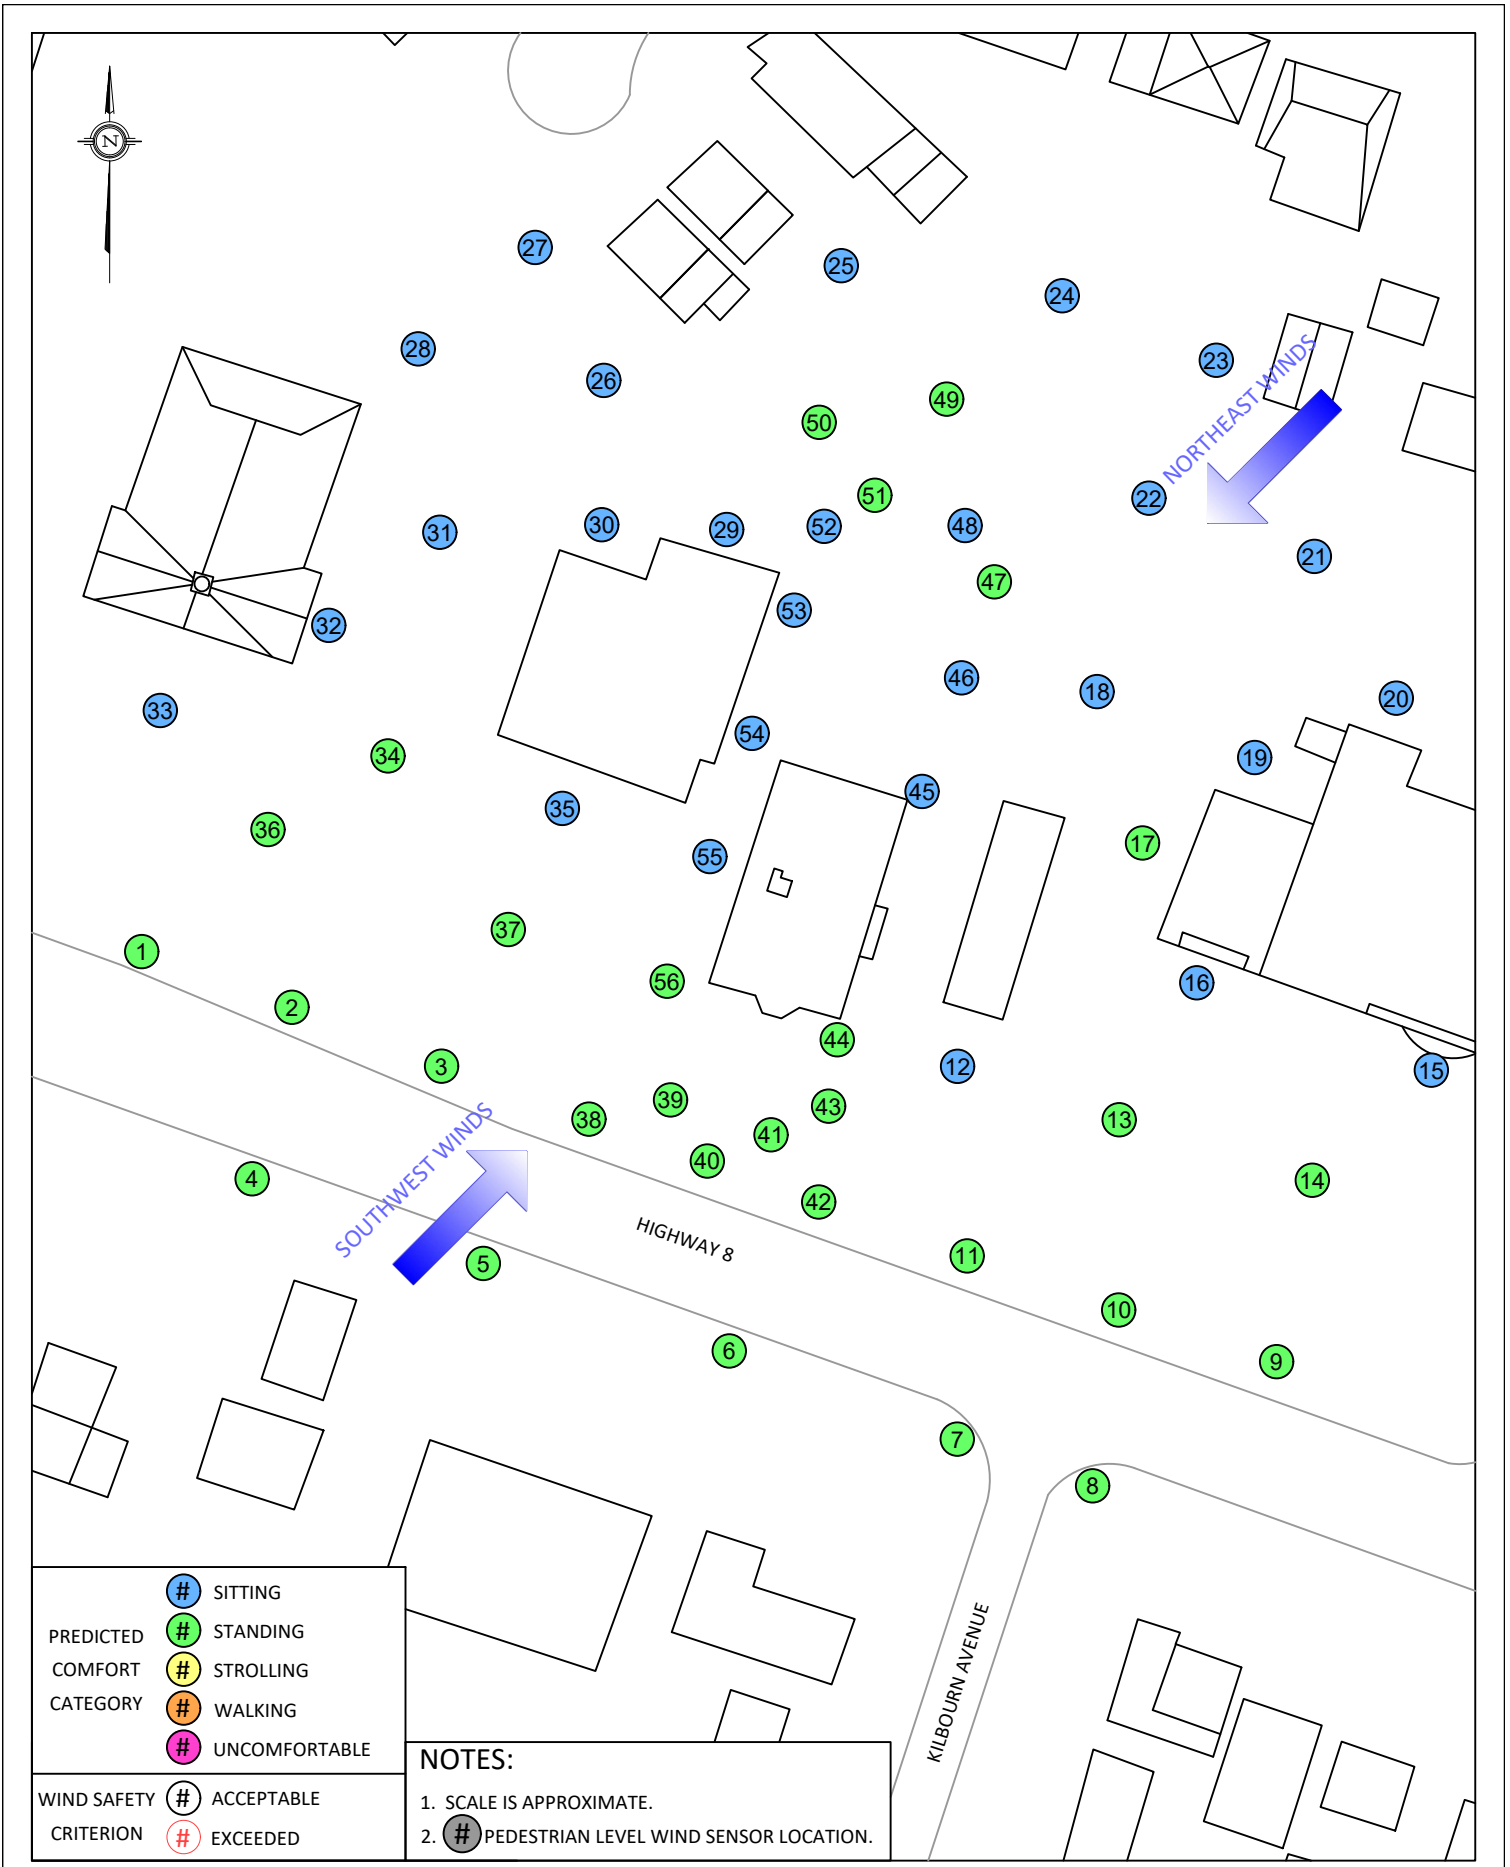 N
27
25
24
28
23
26
NORTHEAST WINDS
49
50
51
22
30
29
52
48
31
21
47
53
32
46
18
20
33
54
34
19
45
35
36
17
55
37
1
56
16
2
44
3
12
15
39
43
38
13
41
40
SOUTHWEST WINDS
4
14
42
HIGHWAY 8
11
5
10
6
9
7
8
KILBOURN AVENUE
PREDICTED
COMFORT
CATEGORY
# SITTING
# STANDING
# STROLLING
# WALKING
# UNCOMFORTABLE
WIND SAFETY
CRITERION
# ACCEPTABLE
# EXCEEDED
NOTES:
1. SCALE IS APPROXIMATE.
2. # PEDESTRIAN LEVEL WIND SENSOR LOCATION.